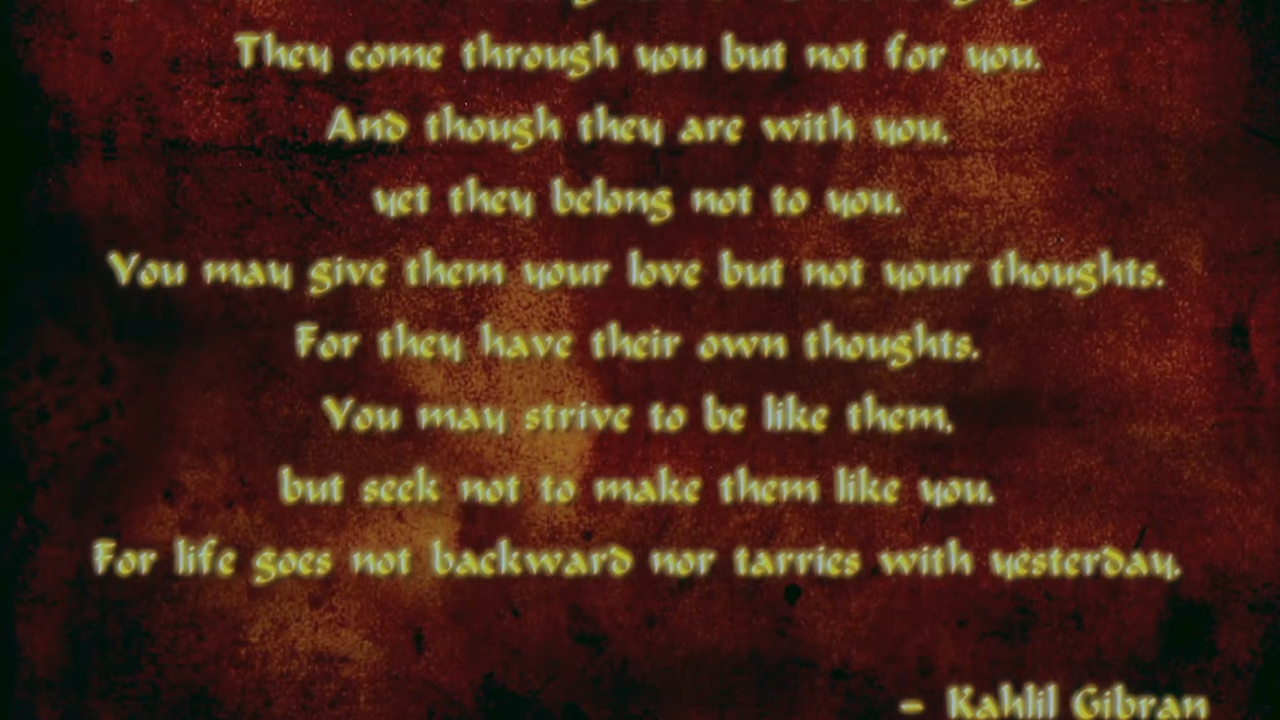 They come through you but not for you.
And though they are with you,
yet they belong not to you.
You may give them your love but not your thoughts.
For they have their own thoughts.
You may strive to be like them,
but seek not to make them like you.
For life goes not backward nor tarries with yesterday.
- Kahlil Gibran